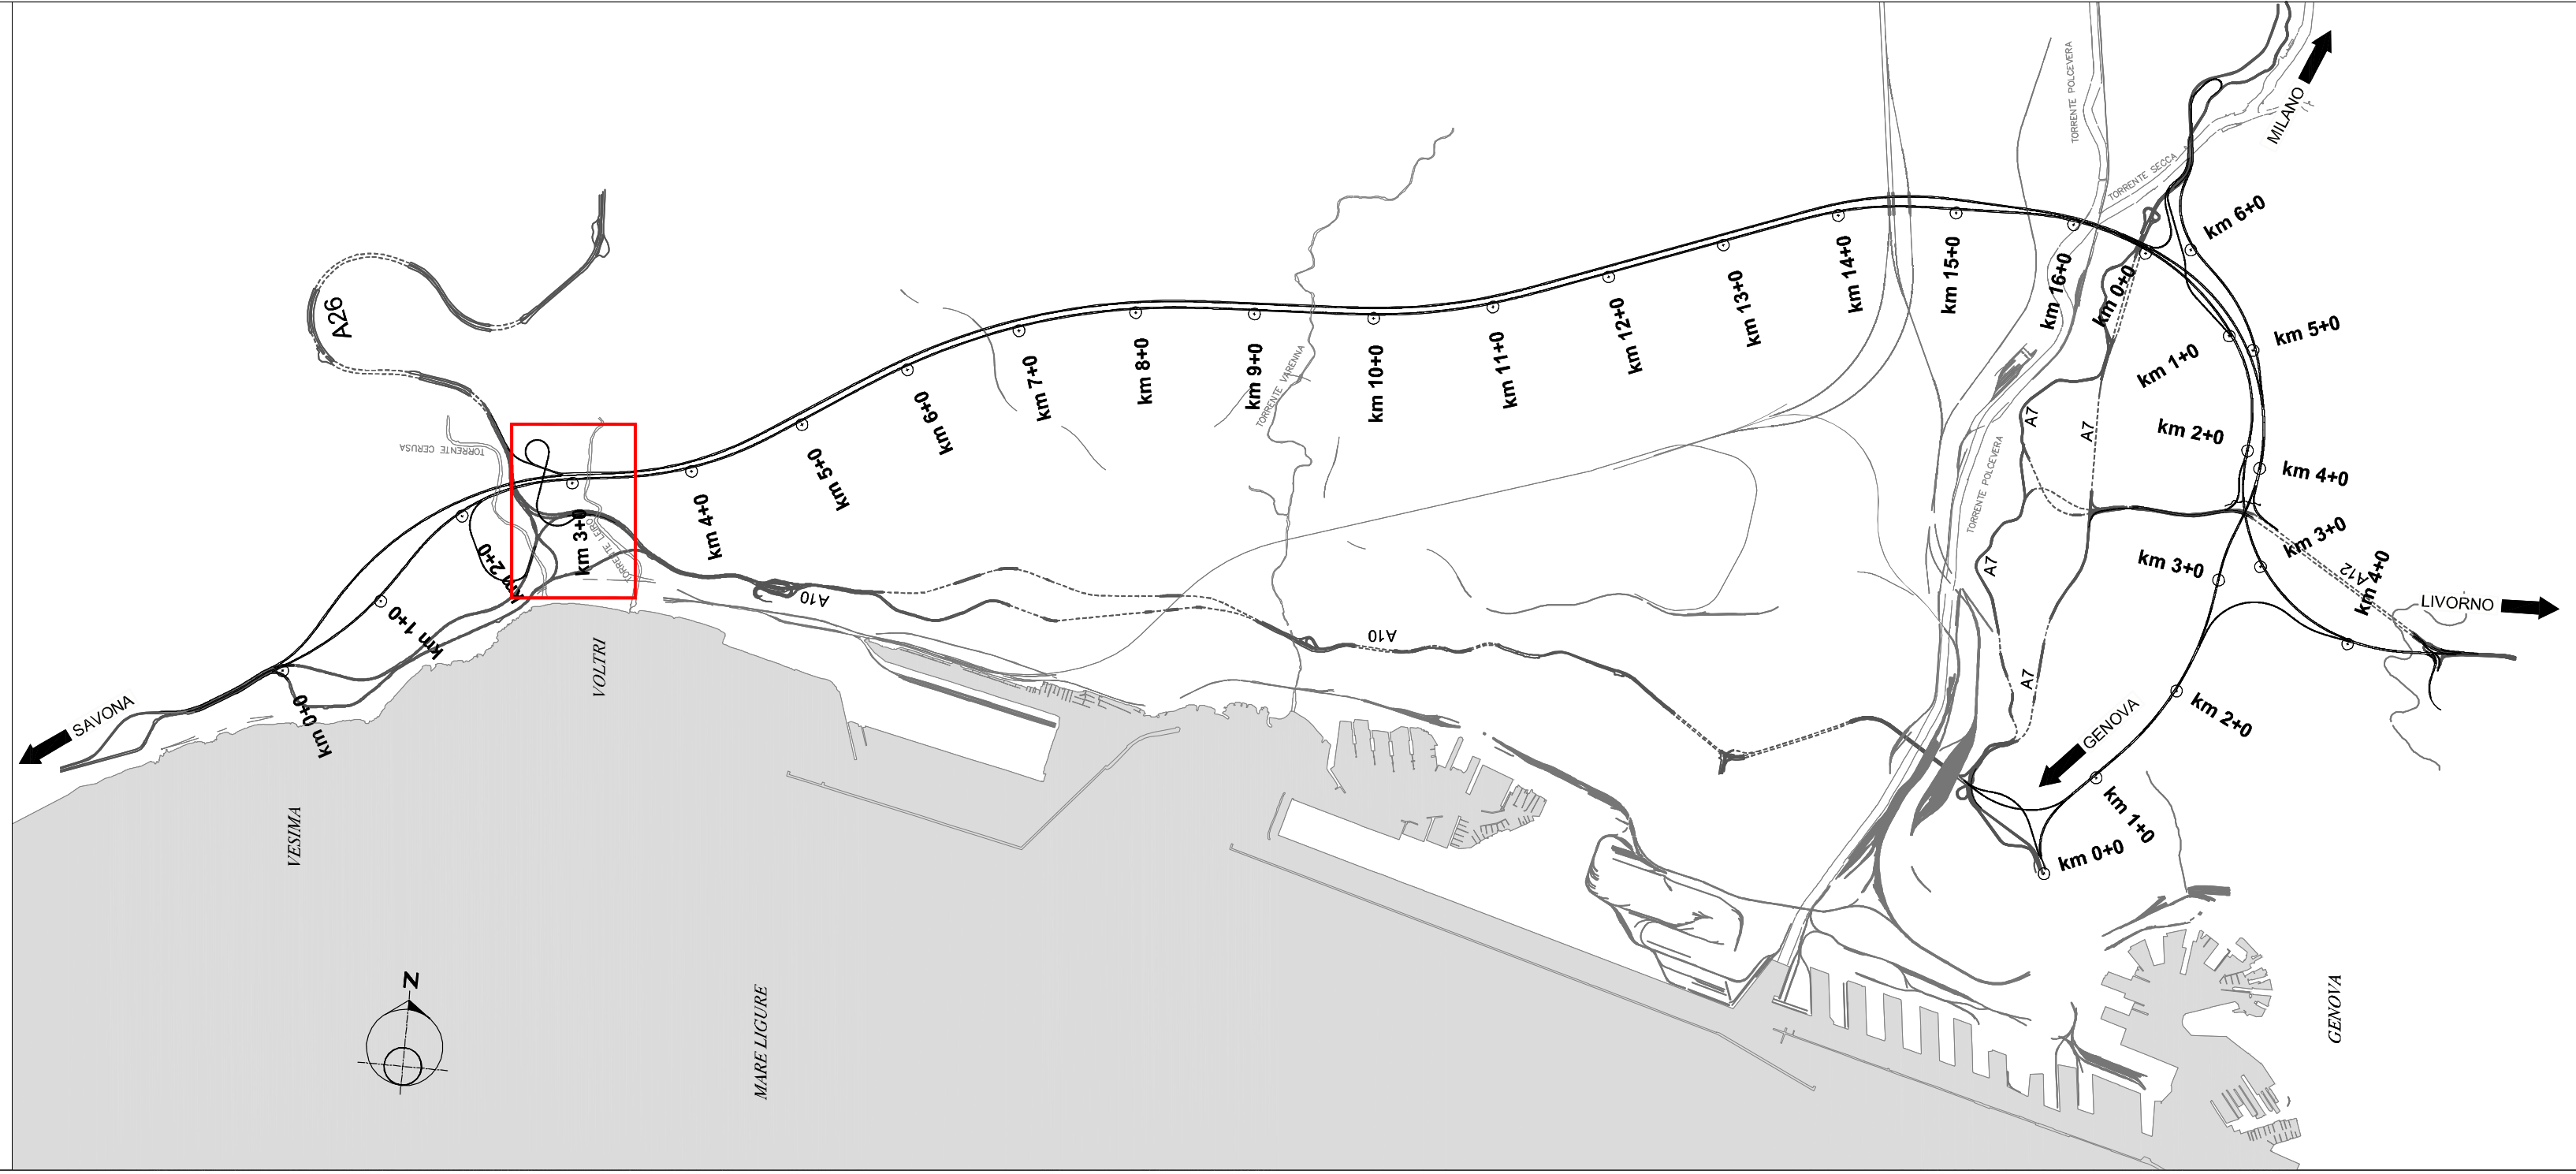 TORRENTE POLCEVERA
MILANO
TORRENTE SECCA
km 6+0
A26
km 14+0
km 15+0
km 16+0
km 0+0
km 5+0
km 13+0
km 12+0
km 11+0
km 10+0
km 9+0
km 8+0
km 7+0
TORRENTE VARENNA
km 1+0
km 6+0
A7
A7
km 2+0
TORRENTE CERUSA
km 5+0
km 4+0
km 4+0
TORRENTE POLCEVERA
km 3+0
TORRENTE LEIRO
km 2+0
A7
km 3+0
km 3+0
A12
km 4+0
LIVORNO
A10
A10
km 1+0
VOLTRI
A7
SAVONA
km 0+0
GENOVA
km 2+0
VESIMA
km 1+0
km 0+0
N
MARE LIGURE
GENOVA